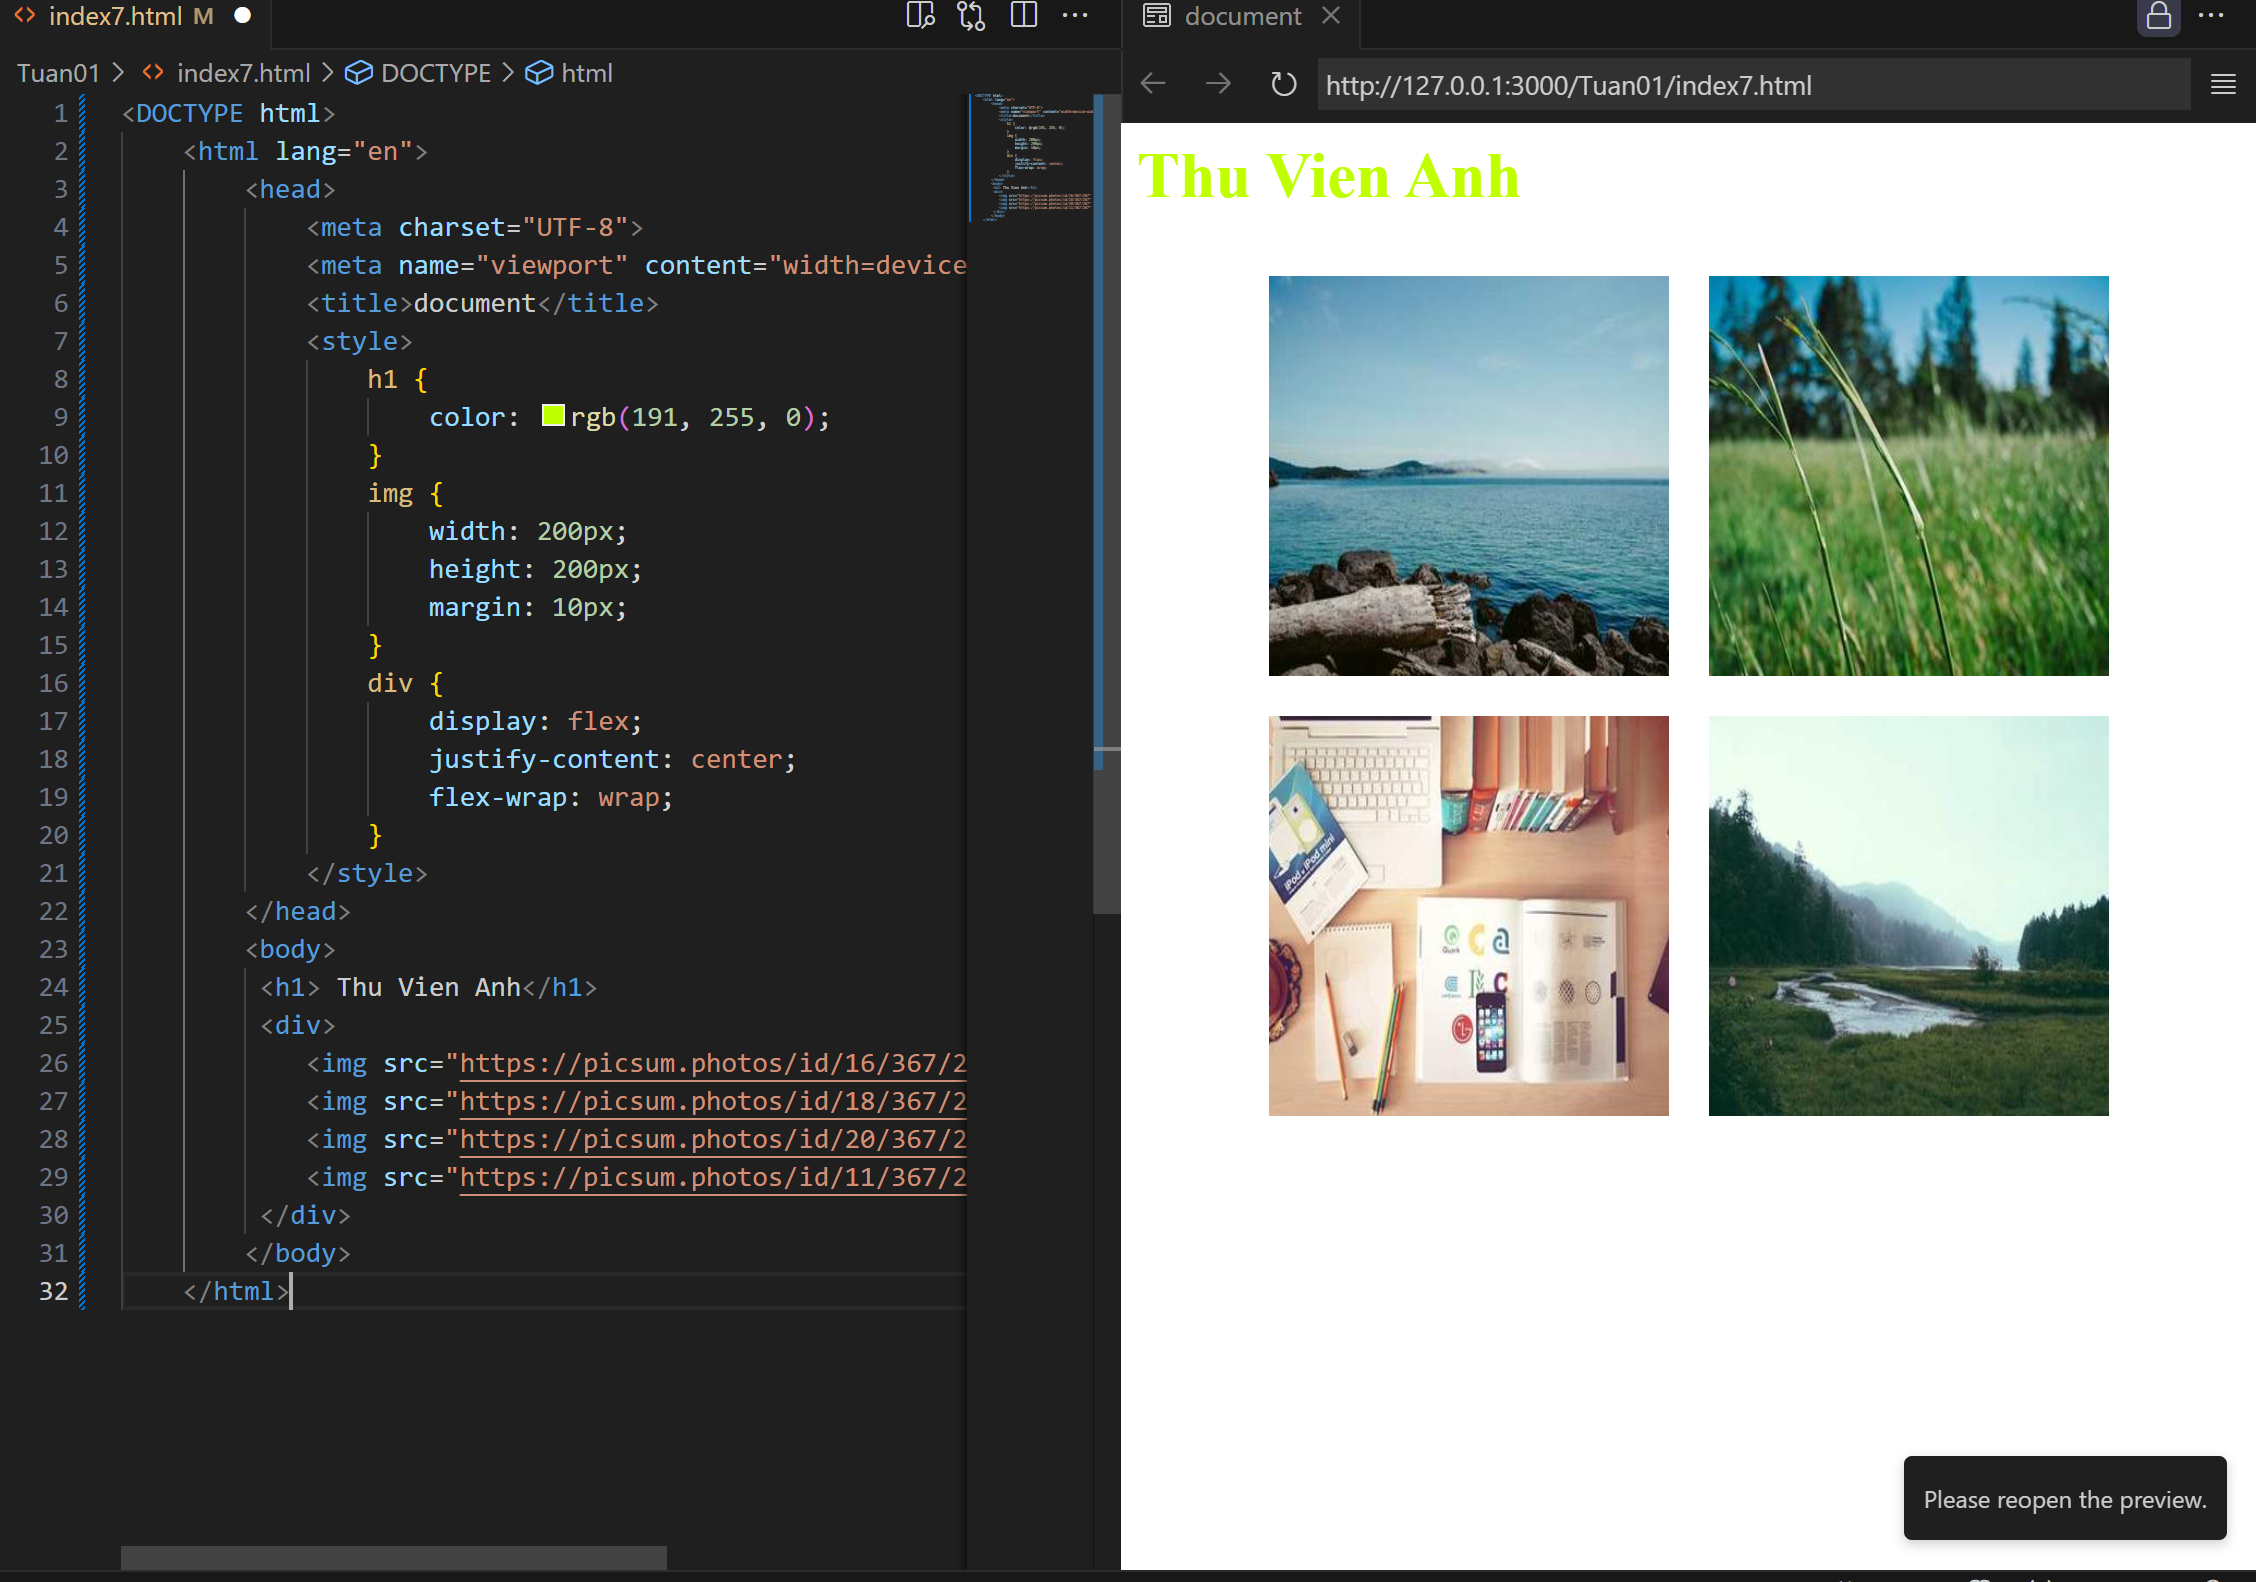 index7.html M
Tuan01 > index7.html > DOCTYPE > html
1 <DOCTYPE html>
2 <html lang="en">
3 <head>
4 <meta charset="UTF-8">
5 <meta name="viewport" content="width=device
6 <title>document</title>
7 <style>
8 h1 {
9 color: rgb(191, 255, 0);
10 }
11 img {
12 width: 200px;
13 height: 200px;
14 margin: 10px;
15 }
16 div {
17 display: flex;
18 justify-content: center;
19 flex-wrap: wrap;
20 }
21 </style>
22 </head>
23 <body>
24 <h1> Thu Vien Anh</h1>
25 <div>
26 <img src="https://picsum.photos/id/16/367/2
27 <img src="https://picsum.photos/id/18/367/2
28 <img src="https://picsum.photos/id/20/367/2
29 <img src="https://picsum.photos/id/11/367/2
30 </div>
31 </body>
32 </html>
document
http://127.0.0.1:3000/Tuan01/index7.html
Thu Vien Anh
iPod + iPod mini
Quark
Please reopen the preview.